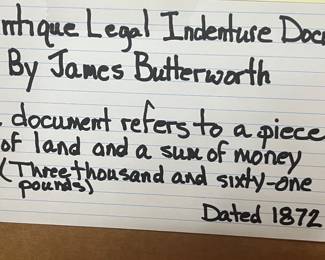 ntique Legal Indenture Doc
By James Butterworth
document refers to a piece
of land and a sum of money
(Three thousand and sixty-one
pounds)
Dated 1872